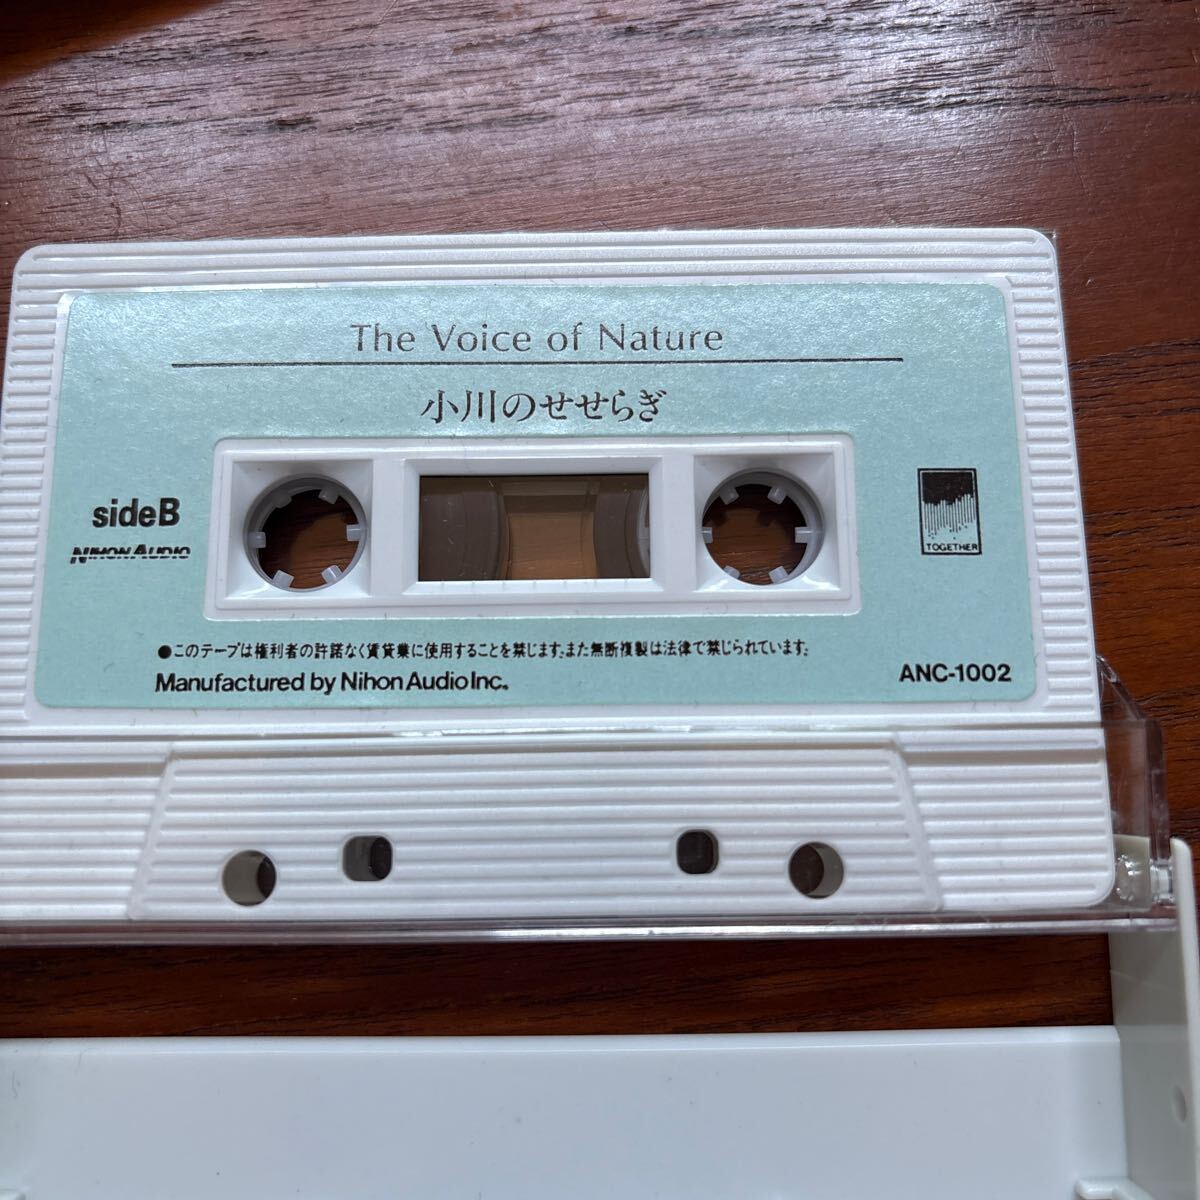 The Voice of Nature
小川のせせらぎ
sideB
NIHON AUDIO
TOGETHER
●このテープは権利者の許諾なく賃貸業に使用することを禁じます。また無断複製は法律で禁じられています。
Manufactured by Nihon Audio Inc.
ANC-1002